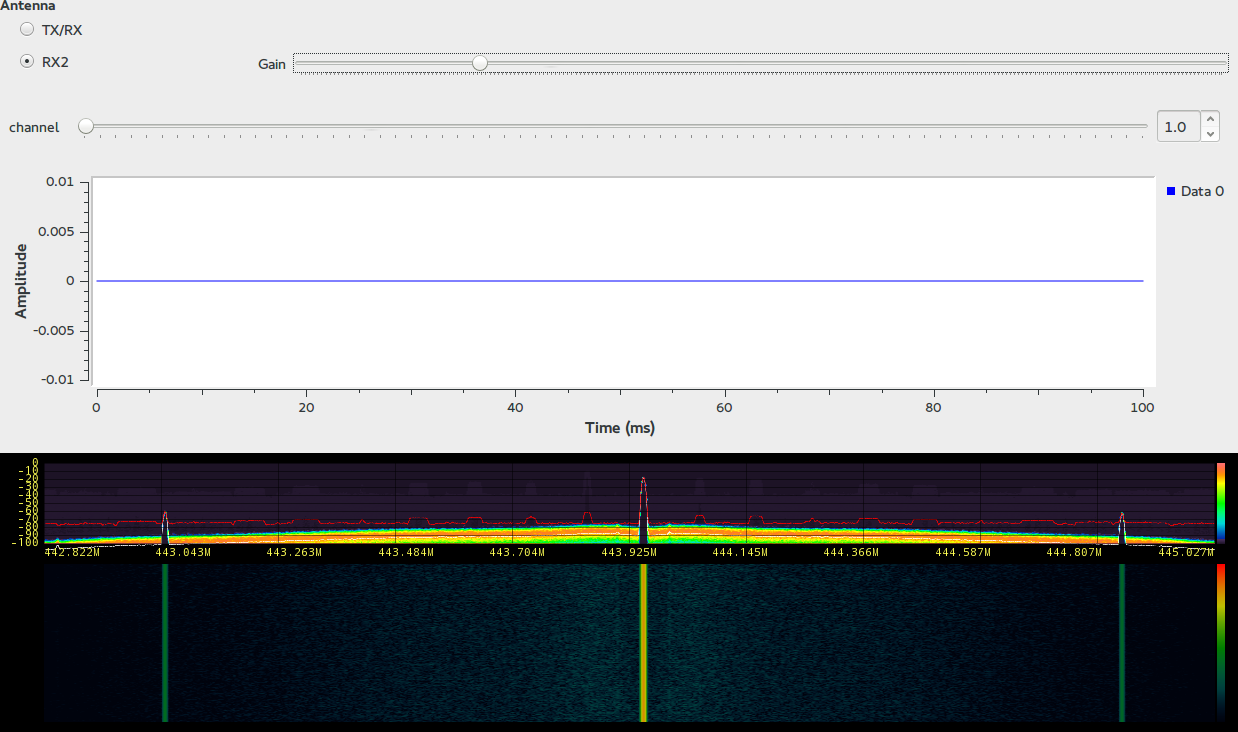 Antenna
TX/RX
RX2
Gain
channel
1.0
0.01
0.005
0
-0.005
-0.01
Amplitude
Data 0
0 20 40 60 80 100
Time (ms)
0
-10
-20
-30
-40
-50
-60
-70
-80
-90
-100
442.822M 443.043M 443.263M 443.484M 443.704M 443.925M 444.145M 444.366M 444.587M 444.807M 445.027M